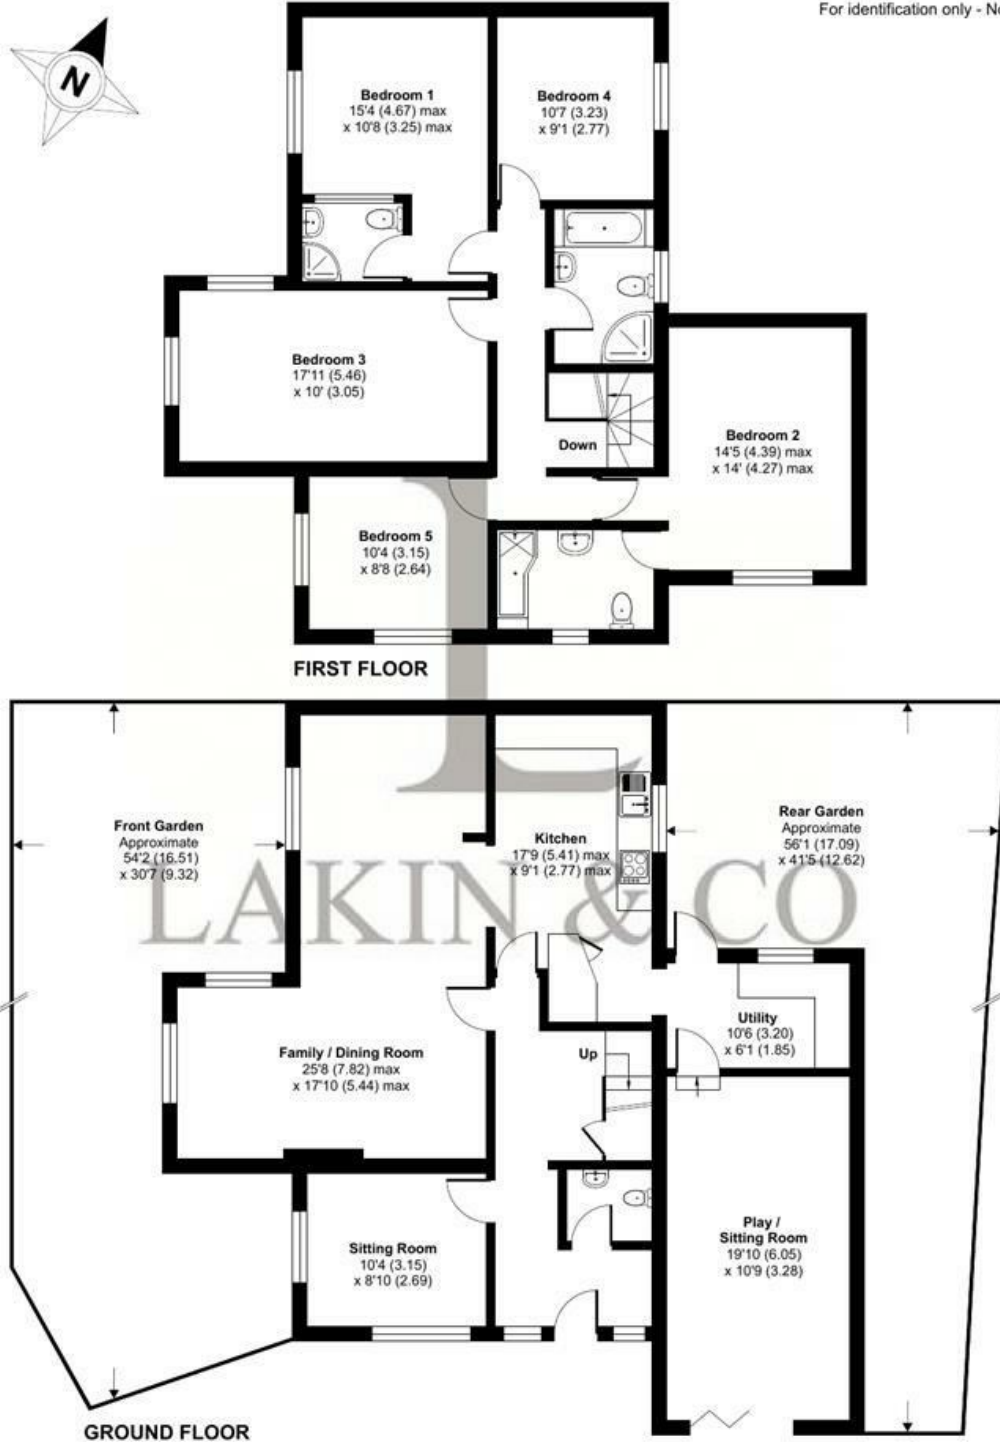 For identification only - No
N
Bedroom 1
15'4 (4.67) max
x 10'8 (3.25) max
Bedroom 4
10'7 (3.23)
x 9'1 (2.77)
Bedroom 3
17'11 (5.46)
x 10' (3.05)
Down
Bedroom 2
14'5 (4.39) max
x 14' (4.27) max
Bedroom 5
10'4 (3.15)
x 8'8 (2.64)
FIRST FLOOR
Front Garden
Approximate
54'2 (16.51)
x 30'7 (9.32)
Kitchen
17'9 (5.41) max
x 9'1 (2.77) max
Rear Garden
Approximate
56'1 (17.09)
x 41'5 (12.62)
L
LAKIN & CO
Utility
10'6 (3.20)
x 6'1 (1.85)
Up
Family / Dining Room
25'8 (7.82) max
x 17'10 (5.44) max
Play /
Sitting Room
19'10 (6.05)
x 10'9 (3.28)
Sitting Room
10'4 (3.15)
x 8'10 (2.69)
GROUND FLOOR